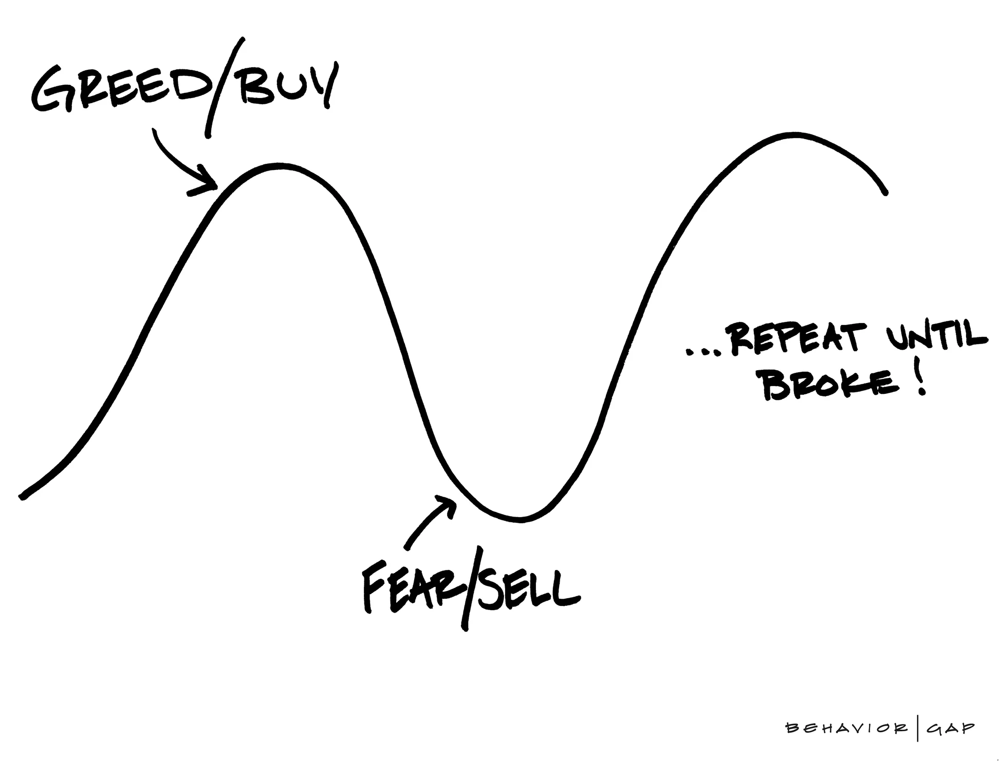 GREED/BUY
...REPEAT UNTIL
BROKE!
FEAR/SELL
BEHAVIOR|GAP